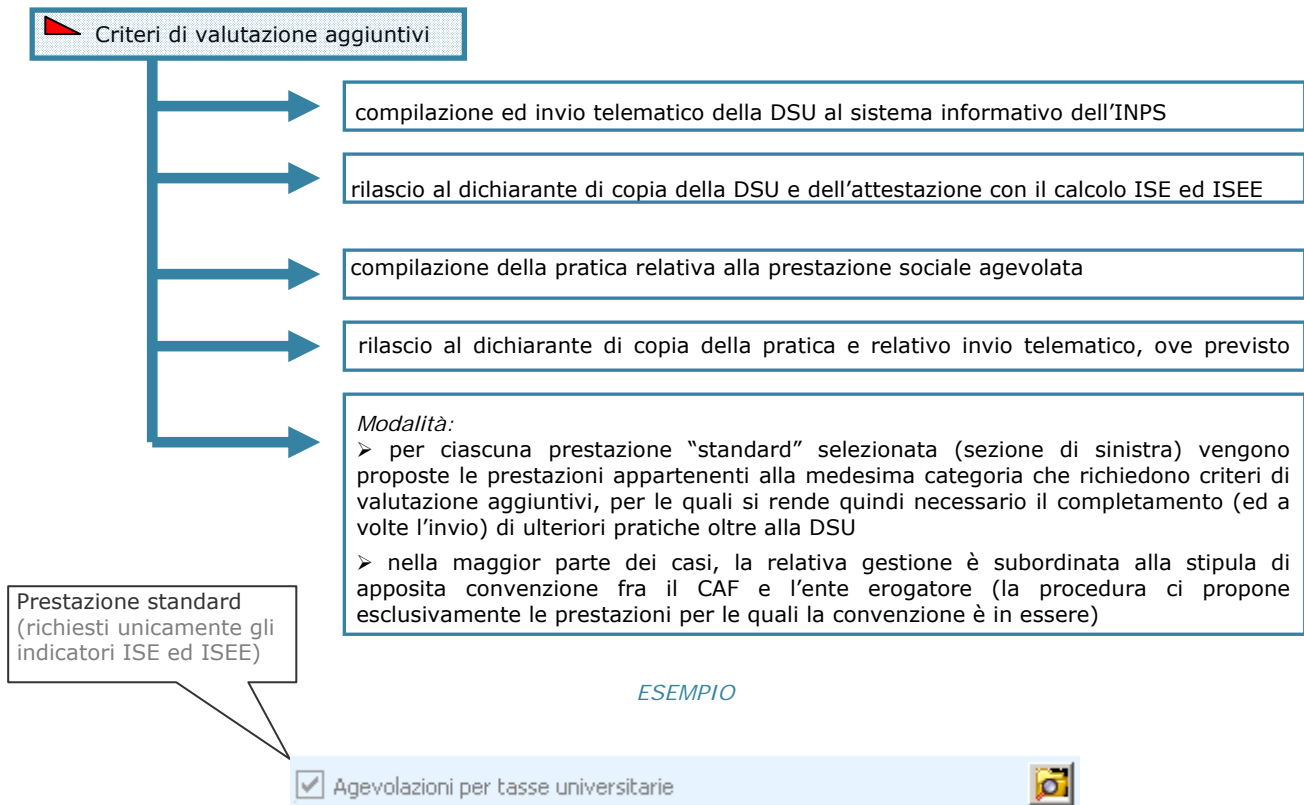 Criteri di valutazione aggiuntivi
compilazione ed invio telematico della DSU al sistema informativo dell’INPS
rilascio al dichiarante di copia della DSU e dell’attestazione con il calcolo ISE ed ISEE
compilazione della pratica relativa alla prestazione sociale agevolata
rilascio al dichiarante di copia della pratica e relativo invio telematico, ove previsto
Modalità:
➢ per ciascuna prestazione “standard” selezionata (sezione di sinistra) vengono
proposte le prestazioni appartenenti alla medesima categoria che richiedono criteri di
valutazione aggiuntivi, per le quali si rende quindi necessario il completamento (ed a
volte l’invio) di ulteriori pratiche oltre alla DSU
➢ nella maggior parte dei casi, la relativa gestione è subordinata alla stipula di
apposita convenzione fra il CAF e l’ente erogatore (la procedura ci propone
esclusivamente le prestazioni per le quali la convenzione è in essere)
Prestazione standard
(richiesti unicamente gli
indicatori ISE ed ISEE)
ESEMPIO
Agevolazioni per tasse universitarie